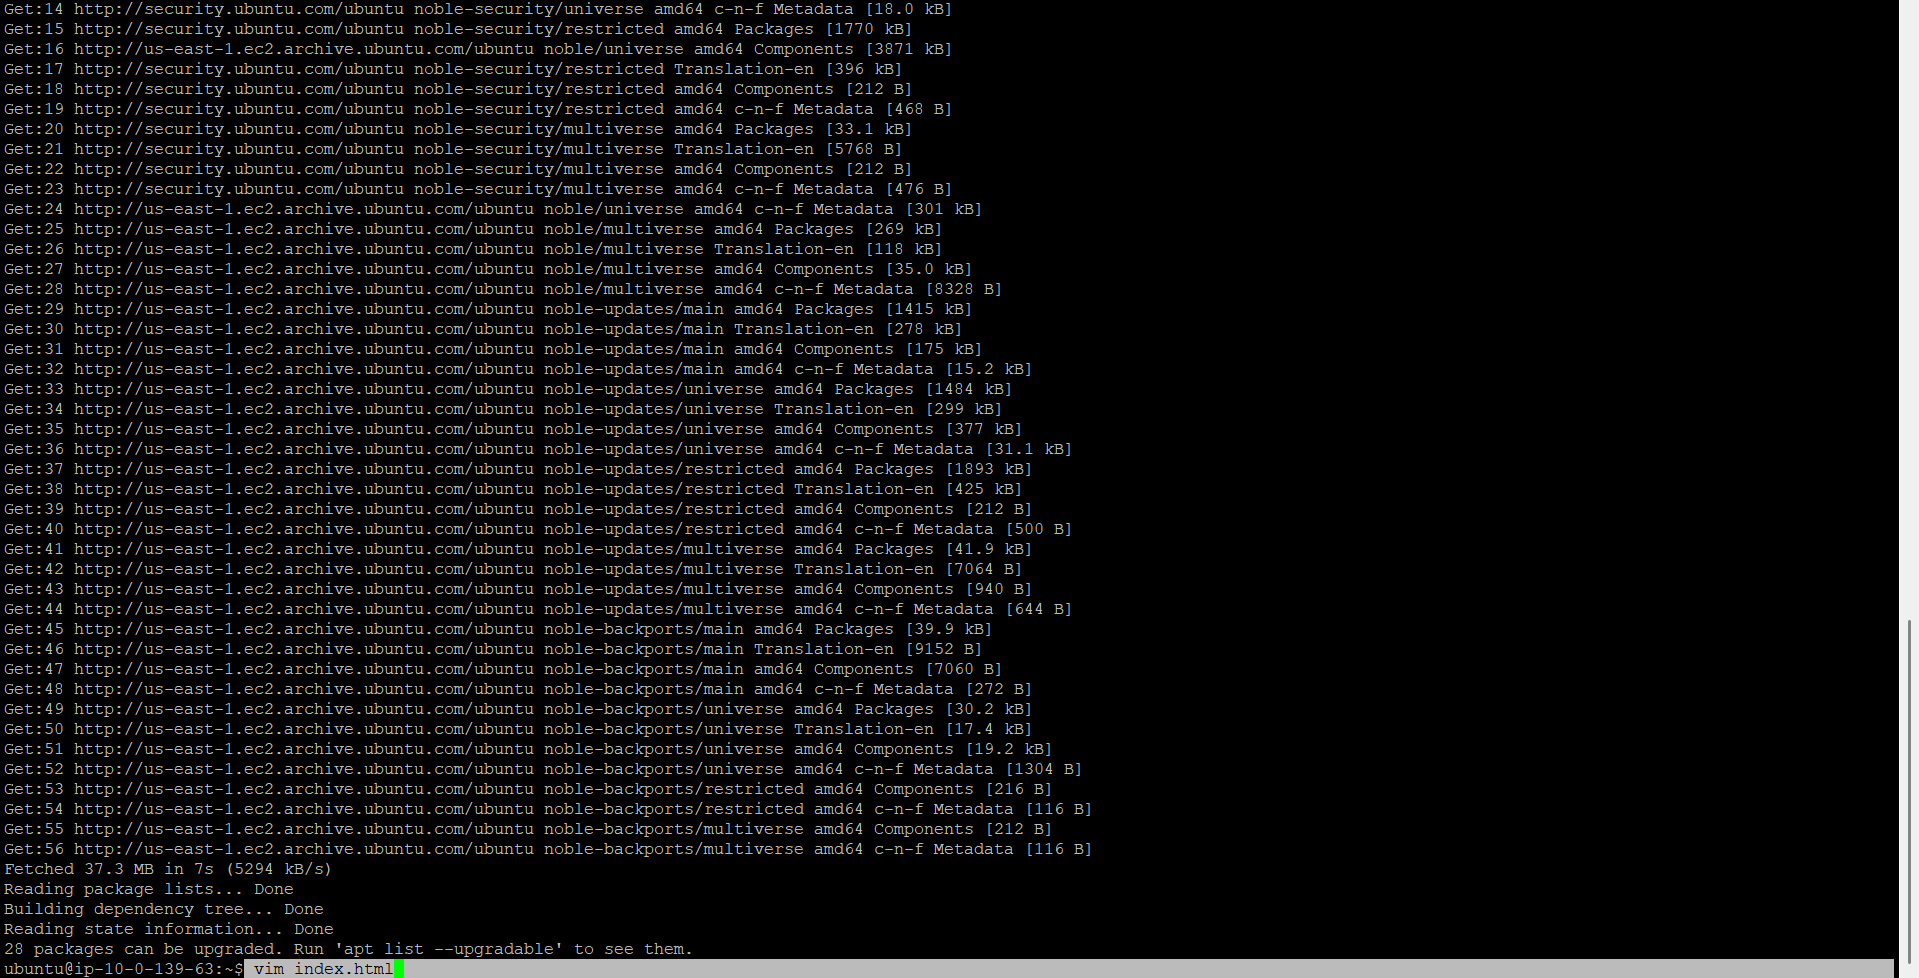 Get:14 http://security.ubuntu.com/ubuntu noble-security/universe amd64 c-n-f Metadata [18.0 kB]
Get:15 http://security.ubuntu.com/ubuntu noble-security/restricted amd64 Packages [1770 kB]
Get:16 http://us-east-1.ec2.archive.ubuntu.com/ubuntu noble/universe amd64 Components [3871 kB]
Get:17 http://security.ubuntu.com/ubuntu noble-security/restricted Translation-en [396 kB]
Get:18 http://security.ubuntu.com/ubuntu noble-security/restricted amd64 Components [212 B]
Get:19 http://security.ubuntu.com/ubuntu noble-security/restricted amd64 c-n-f Metadata [468 B]
Get:20 http://security.ubuntu.com/ubuntu noble-security/multiverse amd64 Packages [33.1 kB]
Get:21 http://security.ubuntu.com/ubuntu noble-security/multiverse Translation-en [5768 B]
Get:22 http://security.ubuntu.com/ubuntu noble-security/multiverse amd64 Components [212 B]
Get:23 http://security.ubuntu.com/ubuntu noble-security/multiverse amd64 c-n-f Metadata [476 B]
Get:24 http://us-east-1.ec2.archive.ubuntu.com/ubuntu noble/universe amd64 c-n-f Metadata [301 kB]
Get:25 http://us-east-1.ec2.archive.ubuntu.com/ubuntu noble/multiverse amd64 Packages [269 kB]
Get:26 http://us-east-1.ec2.archive.ubuntu.com/ubuntu noble/multiverse Translation-en [118 kB]
Get:27 http://us-east-1.ec2.archive.ubuntu.com/ubuntu noble/multiverse amd64 Components [35.0 kB]
Get:28 http://us-east-1.ec2.archive.ubuntu.com/ubuntu noble/multiverse amd64 c-n-f Metadata [8328 B]
Get:29 http://us-east-1.ec2.archive.ubuntu.com/ubuntu noble-updates/main amd64 Packages [1415 kB]
Get:30 http://us-east-1.ec2.archive.ubuntu.com/ubuntu noble-updates/main Translation-en [278 kB]
Get:31 http://us-east-1.ec2.archive.ubuntu.com/ubuntu noble-updates/main amd64 Components [175 kB]
Get:32 http://us-east-1.ec2.archive.ubuntu.com/ubuntu noble-updates/main amd64 c-n-f Metadata [15.2 kB]
Get:33 http://us-east-1.ec2.archive.ubuntu.com/ubuntu noble-updates/universe amd64 Packages [1484 kB]
Get:34 http://us-east-1.ec2.archive.ubuntu.com/ubuntu noble-updates/universe Translation-en [299 kB]
Get:35 http://us-east-1.ec2.archive.ubuntu.com/ubuntu noble-updates/universe amd64 Components [377 kB]
Get:36 http://us-east-1.ec2.archive.ubuntu.com/ubuntu noble-updates/universe amd64 c-n-f Metadata [31.1 kB]
Get:37 http://us-east-1.ec2.archive.ubuntu.com/ubuntu noble-updates/restricted amd64 Packages [1893 kB]
Get:38 http://us-east-1.ec2.archive.ubuntu.com/ubuntu noble-updates/restricted Translation-en [425 kB]
Get:39 http://us-east-1.ec2.archive.ubuntu.com/ubuntu noble-updates/restricted amd64 Components [212 B]
Get:40 http://us-east-1.ec2.archive.ubuntu.com/ubuntu noble-updates/restricted amd64 c-n-f Metadata [500 B]
Get:41 http://us-east-1.ec2.archive.ubuntu.com/ubuntu noble-updates/multiverse amd64 Packages [41.9 kB]
Get:42 http://us-east-1.ec2.archive.ubuntu.com/ubuntu noble-updates/multiverse Translation-en [7064 B]
Get:43 http://us-east-1.ec2.archive.ubuntu.com/ubuntu noble-updates/multiverse amd64 Components [940 B]
Get:44 http://us-east-1.ec2.archive.ubuntu.com/ubuntu noble-updates/multiverse amd64 c-n-f Metadata [644 B]
Get:45 http://us-east-1.ec2.archive.ubuntu.com/ubuntu noble-backports/main amd64 Packages [39.9 kB]
Get:46 http://us-east-1.ec2.archive.ubuntu.com/ubuntu noble-backports/main Translation-en [9152 B]
Get:47 http://us-east-1.ec2.archive.ubuntu.com/ubuntu noble-backports/main amd64 Components [7060 B]
Get:48 http://us-east-1.ec2.archive.ubuntu.com/ubuntu noble-backports/main amd64 c-n-f Metadata [272 B]
Get:49 http://us-east-1.ec2.archive.ubuntu.com/ubuntu noble-backports/universe amd64 Packages [30.2 kB]
Get:50 http://us-east-1.ec2.archive.ubuntu.com/ubuntu noble-backports/universe Translation-en [17.4 kB]
Get:51 http://us-east-1.ec2.archive.ubuntu.com/ubuntu noble-backports/universe amd64 Components [19.2 kB]
Get:52 http://us-east-1.ec2.archive.ubuntu.com/ubuntu noble-backports/universe amd64 c-n-f Metadata [1304 B]
Get:53 http://us-east-1.ec2.archive.ubuntu.com/ubuntu noble-backports/restricted amd64 Components [216 B]
Get:54 http://us-east-1.ec2.archive.ubuntu.com/ubuntu noble-backports/restricted amd64 c-n-f Metadata [116 B]
Get:55 http://us-east-1.ec2.archive.ubuntu.com/ubuntu noble-backports/multiverse amd64 Components [212 B]
Get:56 http://us-east-1.ec2.archive.ubuntu.com/ubuntu noble-backports/multiverse amd64 c-n-f Metadata [116 B]
Fetched 37.3 MB in 7s (5294 kB/s)
Reading package lists... Done
Building dependency tree... Done
Reading state information... Done
28 packages can be upgraded. Run 'apt list --upgradable' to see them.
ubuntu@ip-10-0-139-63:~$ vim index.html